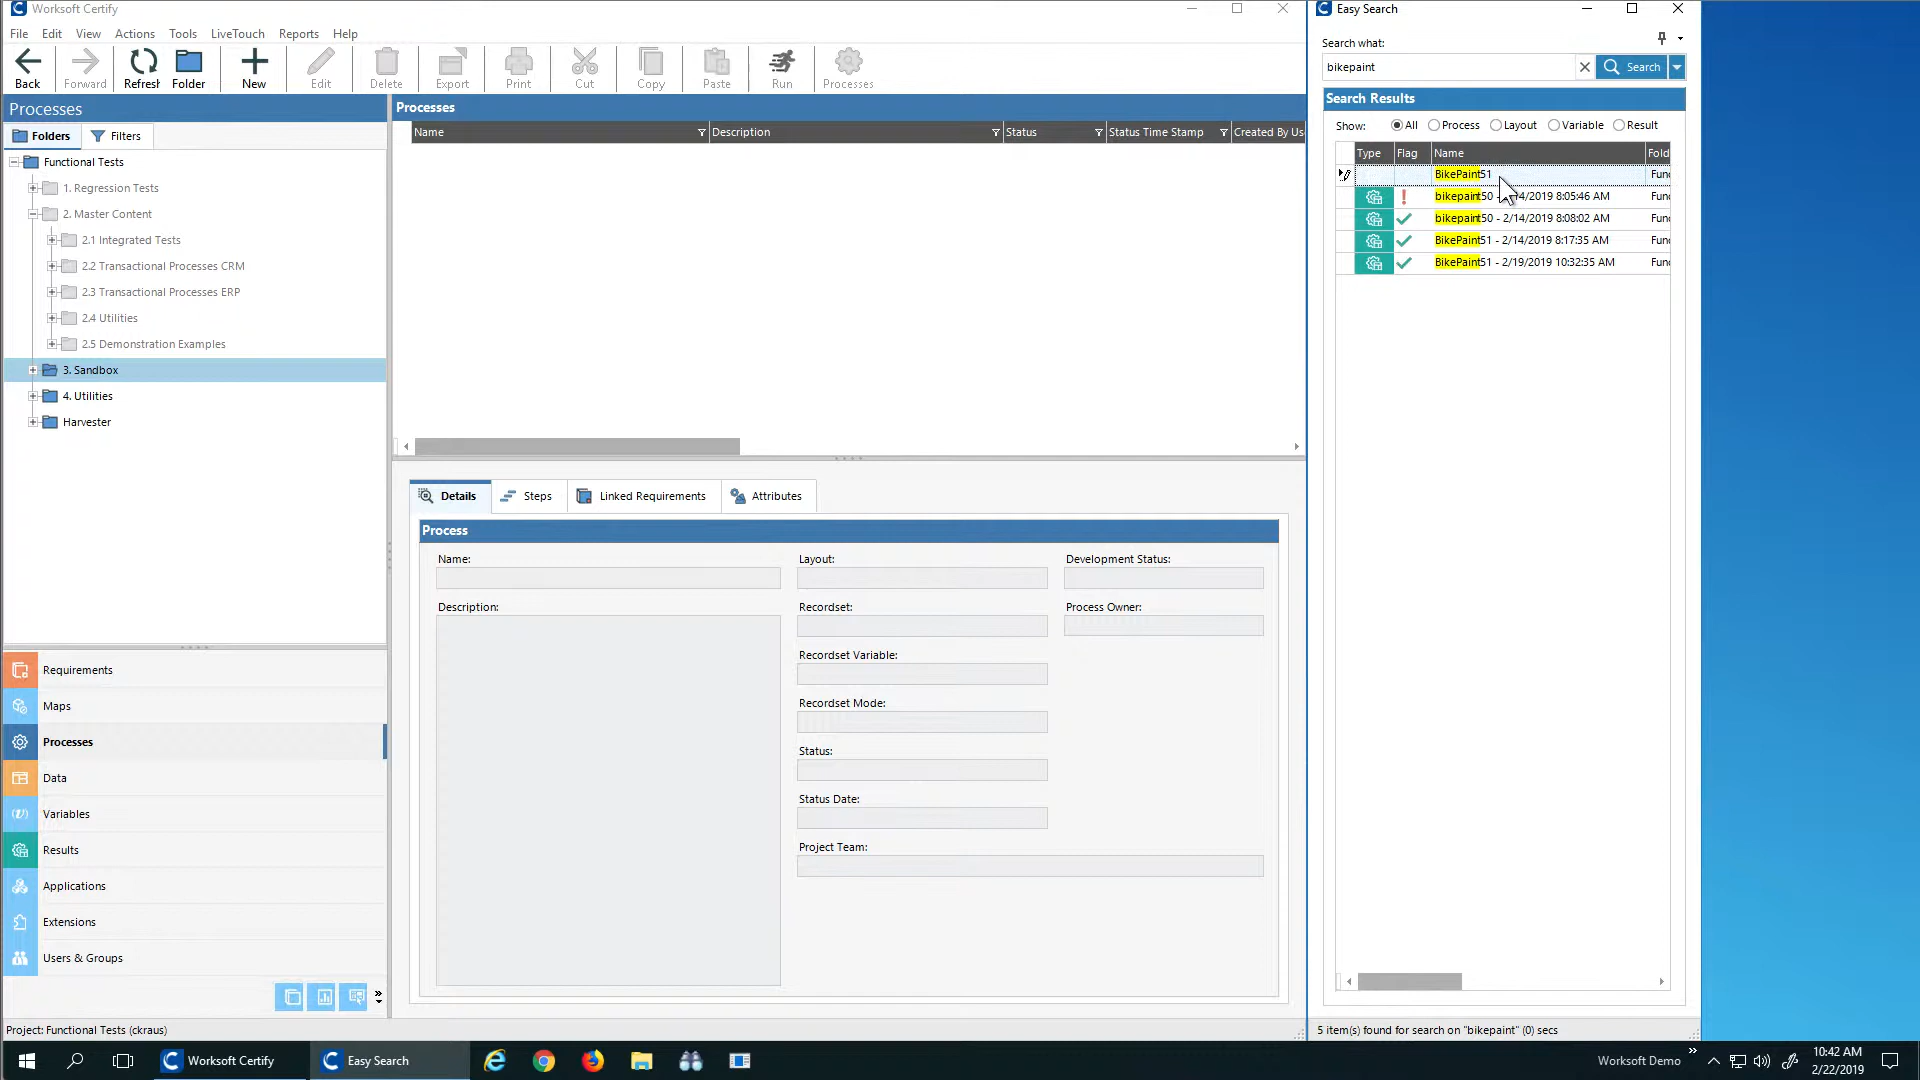 Worksoft Certify
File Edit View Actions Tools LiveTouch Reports Help
Back Forward Refresh Folder New Edit Delete Export Print Cut Copy Paste Run Processes
Processes
Folders Filters
Functional Tests
1. Regression Tests
2. Master Content
2.1 Integrated Tests
2.2 Transactional Processes CRM
2.3 Transactional Processes ERP
2.4 Utilities
2.5 Demonstration Examples
3. Sandbox
4. Utilities
Harvester
Requirements
Maps
Processes
Data
Variables
Results
Applications
Extensions
Users & Groups
Project: Functional Tests (ckraus)
Processes
Name Description Status Status Time Stamp Created By Us
Details Steps Linked Requirements Attributes
Process
Name: Layout: Development Status:
Description: Recordset: Process Owner:
Recordset Variable:
Recordset Mode:
Status:
Status Date:
Project Team:
Easy Search
Search what:
bikepaint Search
Search Results
Show: All Process Layout Variable Result
Type Flag Name Fold
BikePaint51 Func
bikepaint50 - 2/14/2019 8:05:46 AM Func
bikepaint50 - 2/14/2019 8:08:02 AM Func
BikePaint51 - 2/14/2019 8:17:35 AM Func
BikePaint51 - 2/19/2019 10:32:35 AM Func
5 item(s) found for search on "bikepaint" (0) secs
Worksoft Certify Easy Search Worksoft Demo 10:42 AM
2/22/2019